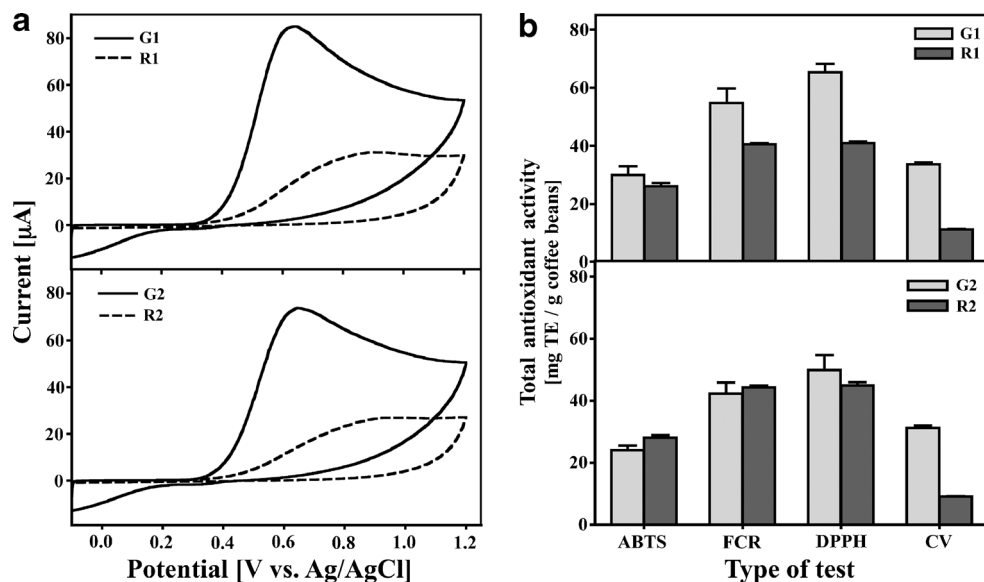 a
G1
R1
80
60
40
20
0
G2
R2
80
60
40
20
0
Current [µA]
0.0 0.2 0.4 0.6 0.8 1.0 1.2
Potential [V vs. Ag/AgCl]
b
G1
R1
80
60
40
20
0
G2
R2
60
40
20
0
Total antioxidant activity
[mg TE / g coffee beans]
ABTS FCR DPPH CV
Type of test